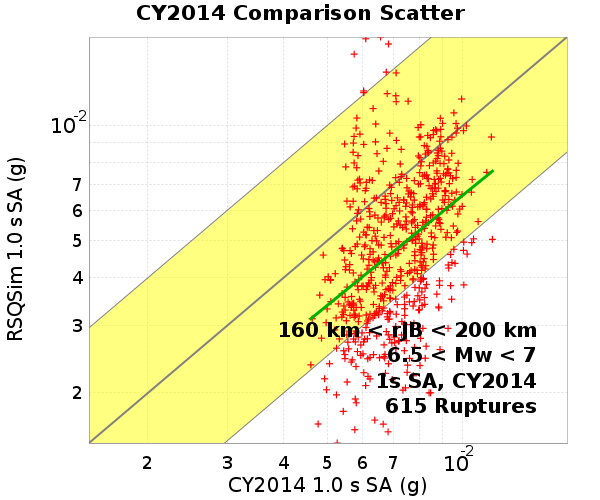 CY2014 Comparison Scatter
RSQSim 1.0 s SA (g)
10-2
7
6
5
4
3
2
160 km < rJB < 200 km
6.5 < Mw < 7
1s SA, CY2014
615 Ruptures
2 3 4 5 6 7 10-2
CY2014 1.0 s SA (g)